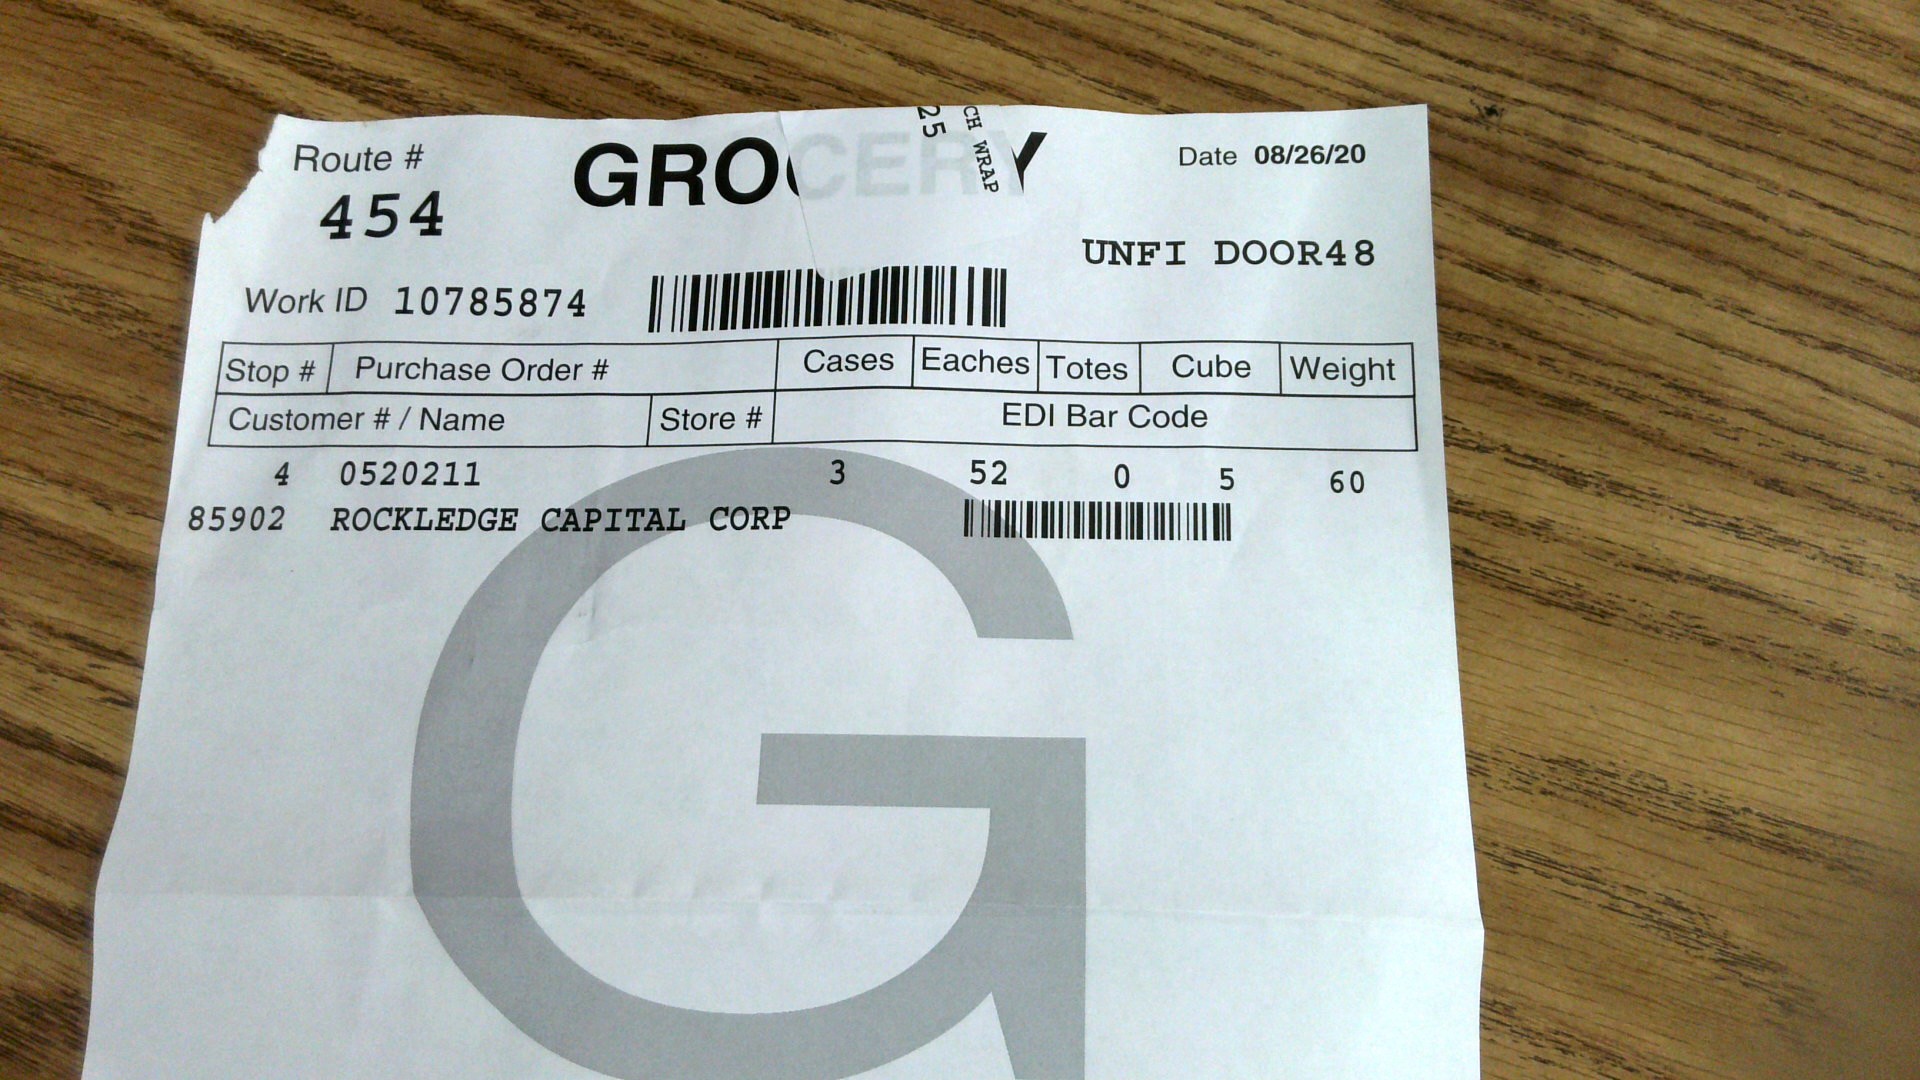 Route # GROCERY Date 08/26/20
25
CH WRAP
454
UNFI DOOR48
Work ID 10785874
Stop # Purchase Order # Cases Eaches Totes Cube Weight
Customer # / Name Store # EDI Bar Code
4 0520211 3 52 0 5 60
85902 ROCKLEDGE CAPITAL CORP
G